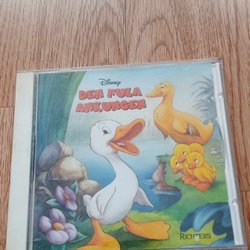 Disney
DEN FULA
ANKUNGEN
RICHTERS